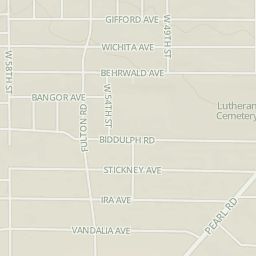 GIFFORD AVE
W 49TH ST
WICHITA AVE
W 58TH ST
BEHRWALD AVE
BANGOR AVE
W 54TH ST
Lutheran
Cemetery
FULTON RD
BIDDULPH RD
STICKNEY AVE
IRA AVE
PEARL RD
VANDALIA AVE